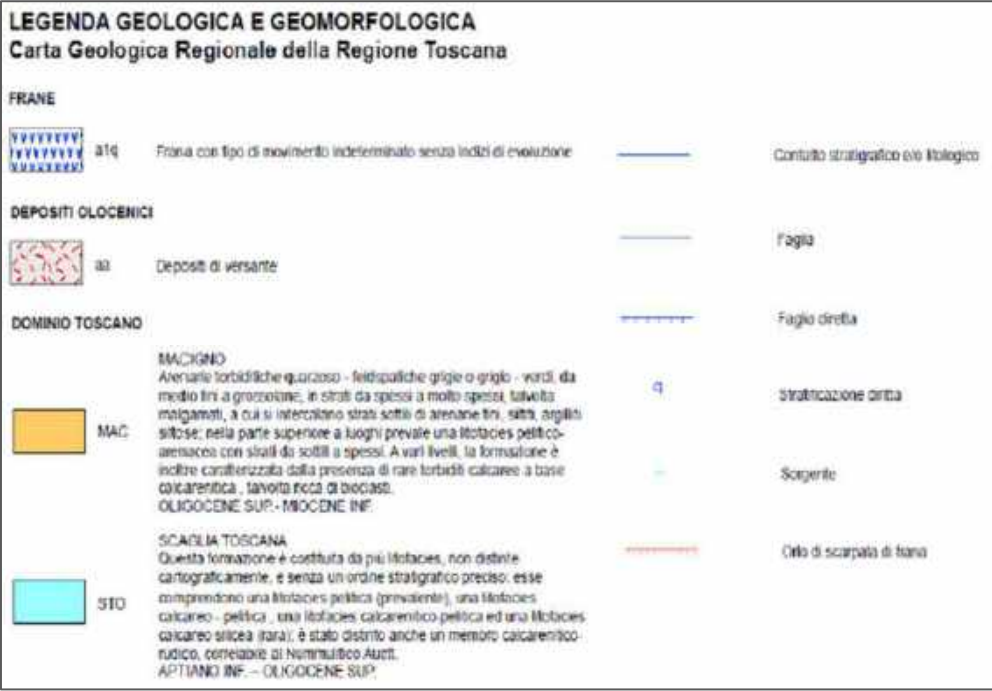 LEGENDA GEOLOGICA E GEOMORFOLOGICA
Carta Geologica Regionale della Regione Toscana
FRANE
a1q
Frana con tipo di movimento indeterminato senza indizi di evoluzione
DEPOSITI OLOCENICI
aa
Depositi di versante
DOMINIO TOSCANO
MAC
MACIGNO
Arenarie torbiditiche quarzoso - feldspatiche grigie o grigio - verdi, da
medio fini a grossolane, in strati da spessi a molto spessi, talvolta
malgamati, a cui si intercalano strati sottili di arenarie fini, siltiti, argilliti
siltose; nella parte superiore a luoghi prevale una litofacies pelitico-
arenacea con strati da sottili a spessi. A vari livelli, la formazione è
inoltre caratterizzata dalla presenza di rare torbiditi calcaree a base
calcarenitica , talvolta ricca di bioclasti.
OLIGOCENE SUP.- MIOCENE INF.
STO
SCAGLIA TOSCANA
Questa formazione è costituita da più litofacies, non distinte
cartograficamente, e senza un ordine stratigrafico preciso; esse
comprendono una litofacies pelitica (prevalente), una litofacies
calcareo - pelitica , una litofacies calcarenitico pelitica ed una litofacies
calcareo silicea (rara); è stato distinto anche un membro calcarenitico-
ruditico, correlabile al Nummulitico Auctt.
APTIANO INF. – OLIGOCENE SUP.
Contatto stratigrafico e/o litologico
Faglia
Faglia diretta
q
Stratificazione diritta
Sorgente
Orlo di scarpata di frana